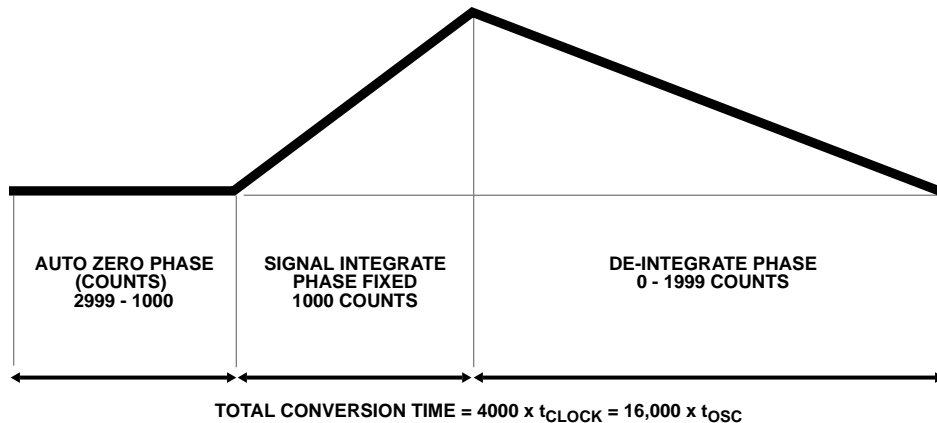 AUTO ZERO PHASE
(COUNTS)
2999 - 1000
SIGNAL INTEGRATE
PHASE FIXED
1000 COUNTS
DE-INTEGRATE PHASE
0 - 1999 COUNTS
TOTAL CONVERSION TIME = 4000 x tCLOCK = 16,000 x tOSC